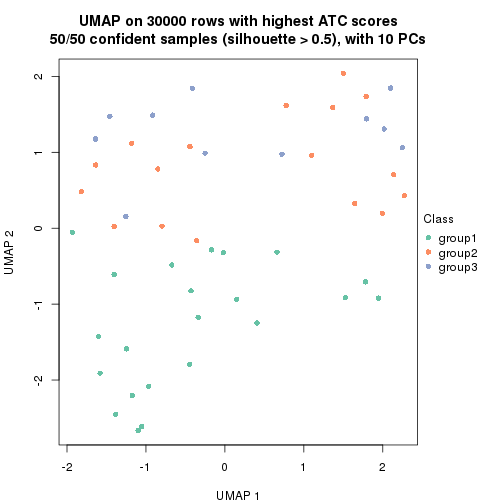 UMAP on 30000 rows with highest ATC scores
50/50 confident samples (silhouette > 0.5), with 10 PCs
2
1
0
-1
-2
UMAP 2
-2
-1
0
1
2
UMAP 1
Class
group1
group2
group3